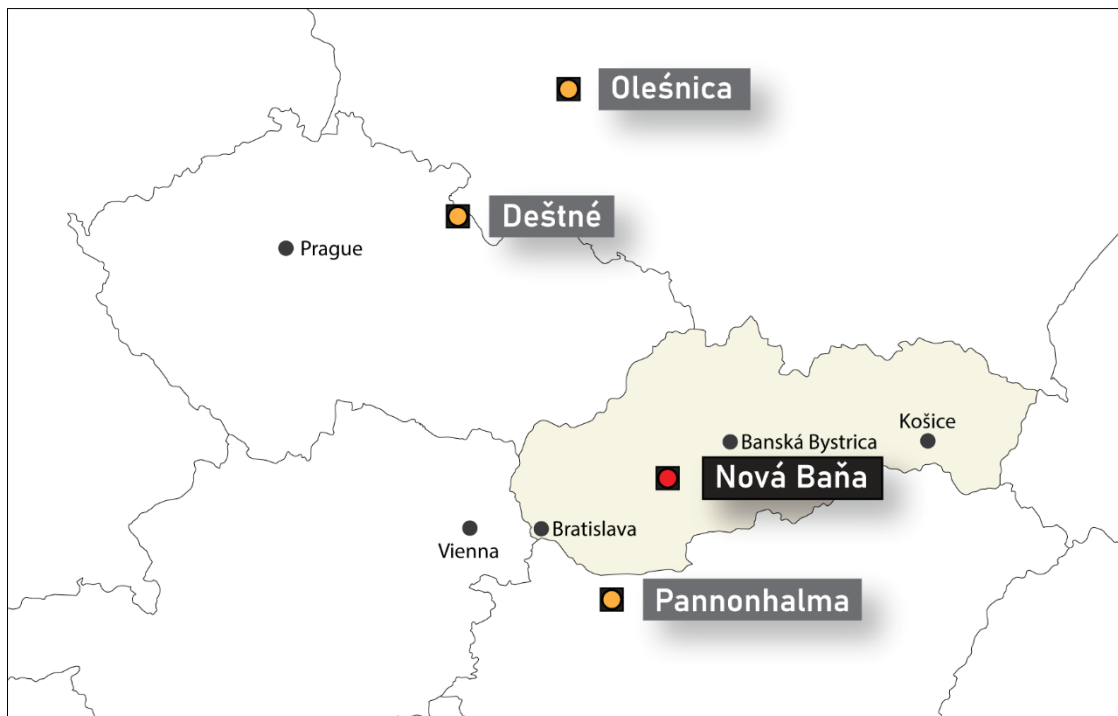 Oleśnica
Deštné
Prague
Košice
Banská Bystrica
Nová Baňa
Bratislava
Vienna
Pannonhalma